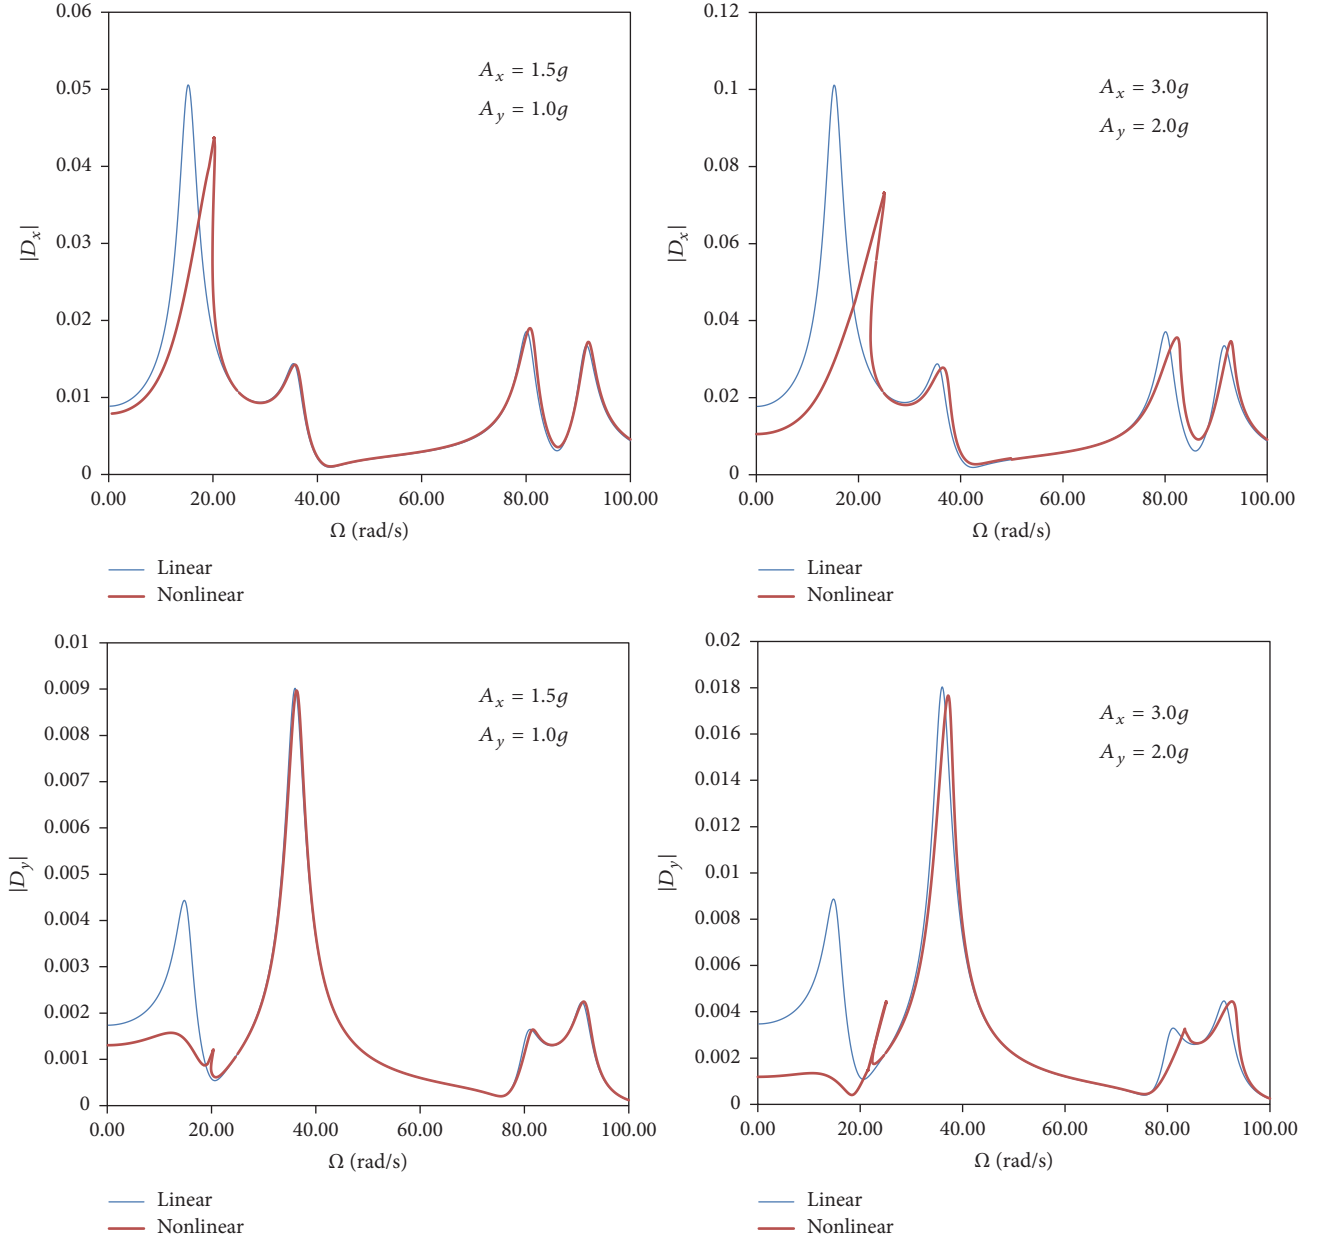 0.06
0.05
0.04
0.03
0.02
0.01
0
|D_x|
A_x = 1.5g
A_y = 1.0g
0.00 20.00 40.00 60.00 80.00 100.00
Ω (rad/s)
Linear
Nonlinear
0.12
0.1
0.08
0.06
0.04
0.02
0
|D_x|
A_x = 3.0g
A_y = 2.0g
0.00 20.00 40.00 60.00 80.00 100.00
Ω (rad/s)
Linear
Nonlinear
0.01
0.009
0.008
0.007
0.006
0.005
0.004
0.003
0.002
0.001
0
|D_y|
A_x = 1.5g
A_y = 1.0g
0.00 20.00 40.00 60.00 80.00 100.00
Ω (rad/s)
Linear
Nonlinear
0.02
0.018
0.016
0.014
0.012
0.01
0.008
0.006
0.004
0.002
0
|D_y|
A_x = 3.0g
A_y = 2.0g
0.00 20.00 40.00 60.00 80.00 100.00
Ω (rad/s)
Linear
Nonlinear